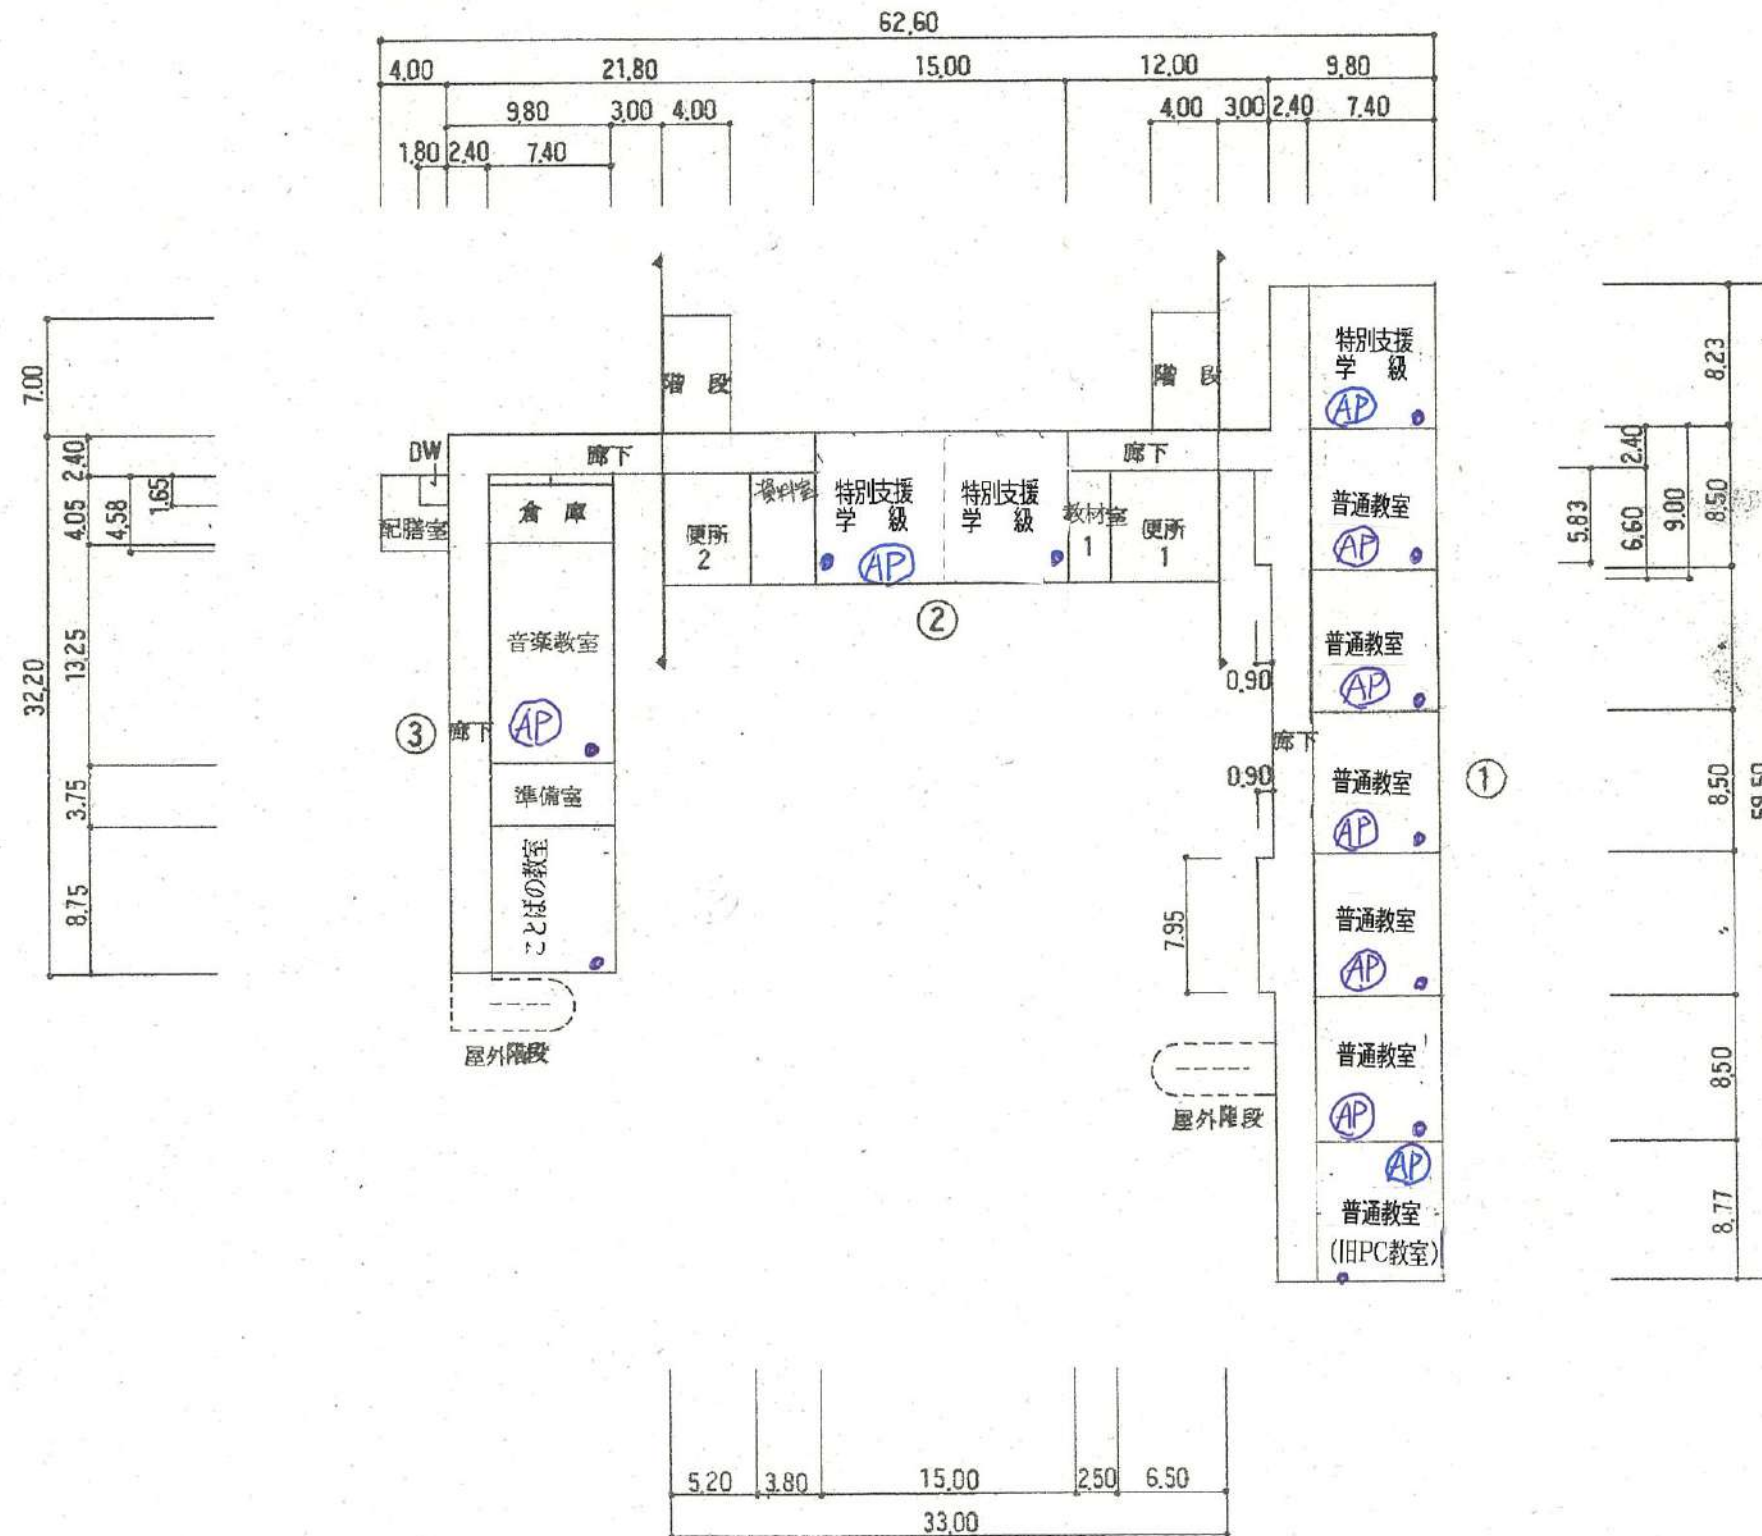 62.60
4.00 21.80 15.00 12.00 9.80
9.80 3.00 4.00 4.00 3.00 2.40 7.40
1.80 2.40 7.40
7.00
32.20
2.40
4.05
4.58
1.65
13.25
3.75
8.75
階 段
階 段
DW
廊下
廊下
配膳室
倉 庫
音楽教室
AP
③
廊下
準備室
ことばの教室
屋外階段
便所
2
資料室
特別支援
学 級
AP
特別支援
学 級
教材室
1
便所
1
②
0.90
0.90
廊下
7.95
屋外階段
特別支援
学 級
AP
普通教室
AP
普通教室
AP
普通教室
AP
①
普通教室
AP
普通教室
AP
AP
普通教室
(旧PC教室)
8.23
2.40
5.83
6.60
9.00
8.50
8.50
8.50
8.77
5.20 3.80 15.00 2.50 6.50
33.00